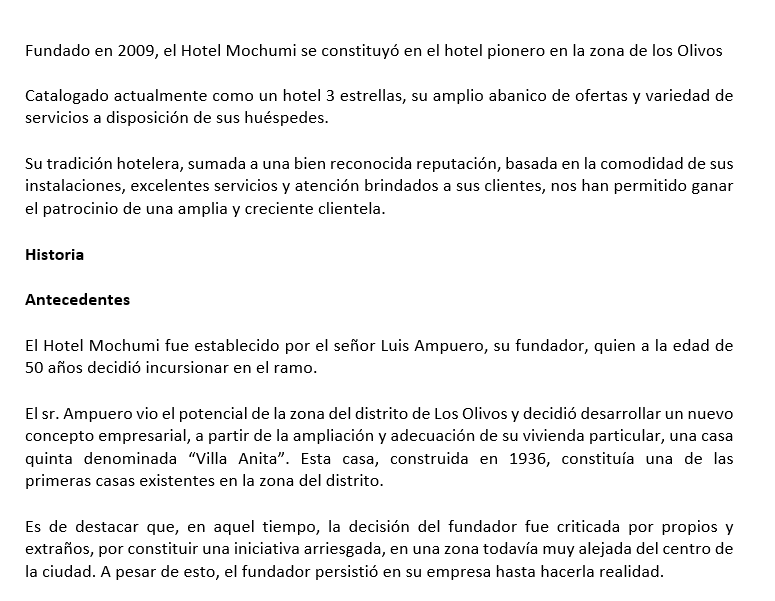 Fundado en 2009, el Hotel Mochumi se constituyó en el hotel pionero en la zona de los Olivos
Catalogado actualmente como un hotel 3 estrellas, su amplio abanico de ofertas y variedad de
servicios a disposición de sus huéspedes.
Su tradición hotelera, sumada a una bien reconocida reputación, basada en la comodidad de sus
instalaciones, excelentes servicios y atención brindados a sus clientes, nos han permitido ganar
el patrocinio de una amplia y creciente clientela.
Historia
Antecedentes
El Hotel Mochumi fue establecido por el señor Luis Ampuero, su fundador, quien a la edad de
50 años decidió incursionar en el ramo.
El sr. Ampuero vio el potencial de la zona del distrito de Los Olivos y decidió desarrollar un nuevo
concepto empresarial, a partir de la ampliación y adecuación de su vivienda particular, una casa
quinta denominada “Villa Anita”. Esta casa, construida en 1936, constituía una de las
primeras casas existentes en la zona del distrito.
Es de destacar que, en aquel tiempo, la decisión del fundador fue criticada por propios y
extraños, por constituir una iniciativa arriesgada, en una zona todavía muy alejada del centro de
la ciudad. A pesar de esto, el fundador persistió en su empresa hasta hacerla realidad.